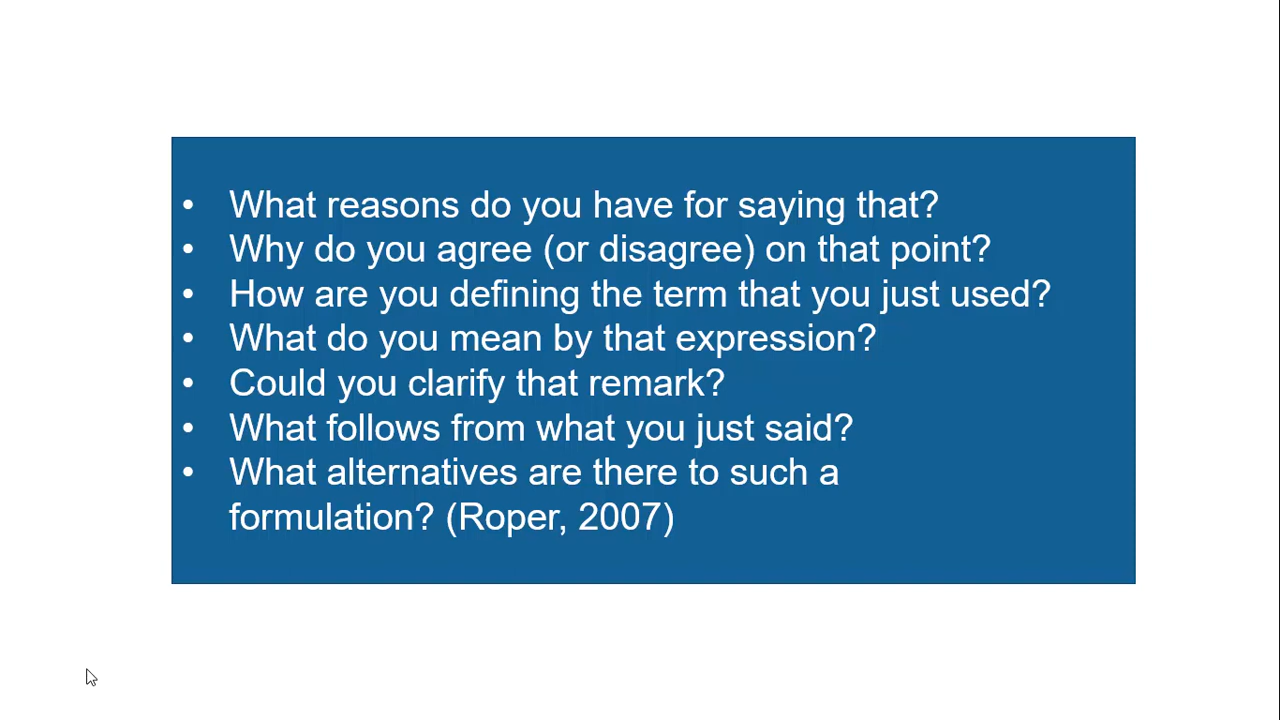 • What reasons do you have for saying that?
• Why do you agree (or disagree) on that point?
• How are you defining the term that you just used?
• What do you mean by that expression?
• Could you clarify that remark?
• What follows from what you just said?
• What alternatives are there to such a
formulation? (Roper, 2007)